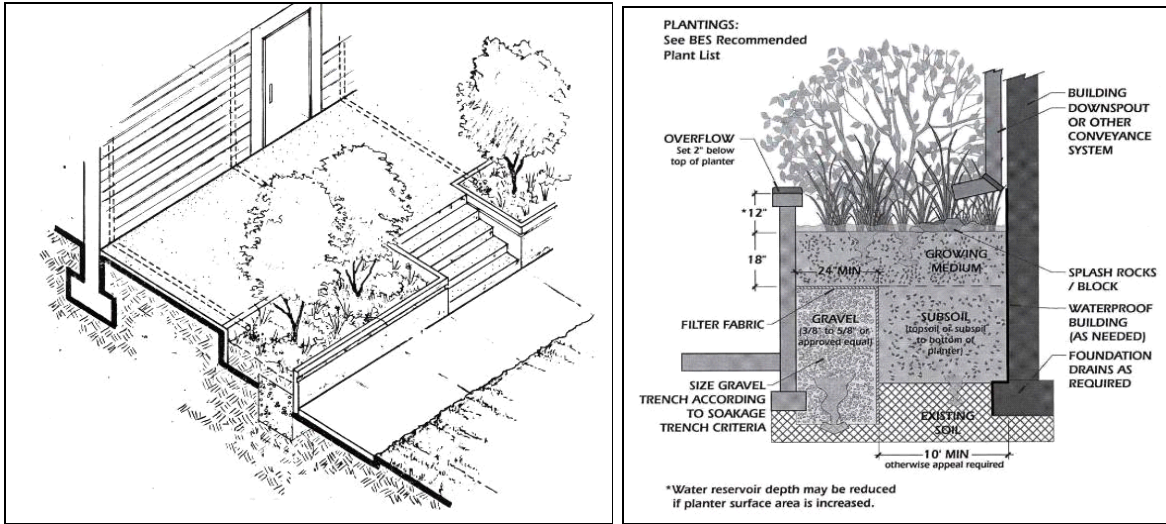 PLANTINGS:
See BES Recommended
Plant List
OVERFLOW
Set 2" below
top of planter
BUILDING
DOWNSPOUT
OR OTHER
CONVEYANCE
SYSTEM
*12"
18"
24" MIN
GROWING
MEDIUM
SPLASH ROCKS
/ BLOCK
FILTER FABRIC
GRAVEL
(3/8" to 5/8" or
approved equal)
SUBSOIL
(topsoil or subsoil
to bottom of
planter)
WATERPROOF
BUILDING
(AS NEEDED)
FOUNDATION
DRAINS AS
REQUIRED
SIZE GRAVEL
TRENCH ACCORDING
TO SOAKAGE
TRENCH CRITERIA
EXISTING
SOIL
10' MIN
otherwise appeal required
*Water reservoir depth may be reduced
if planter surface area is increased.